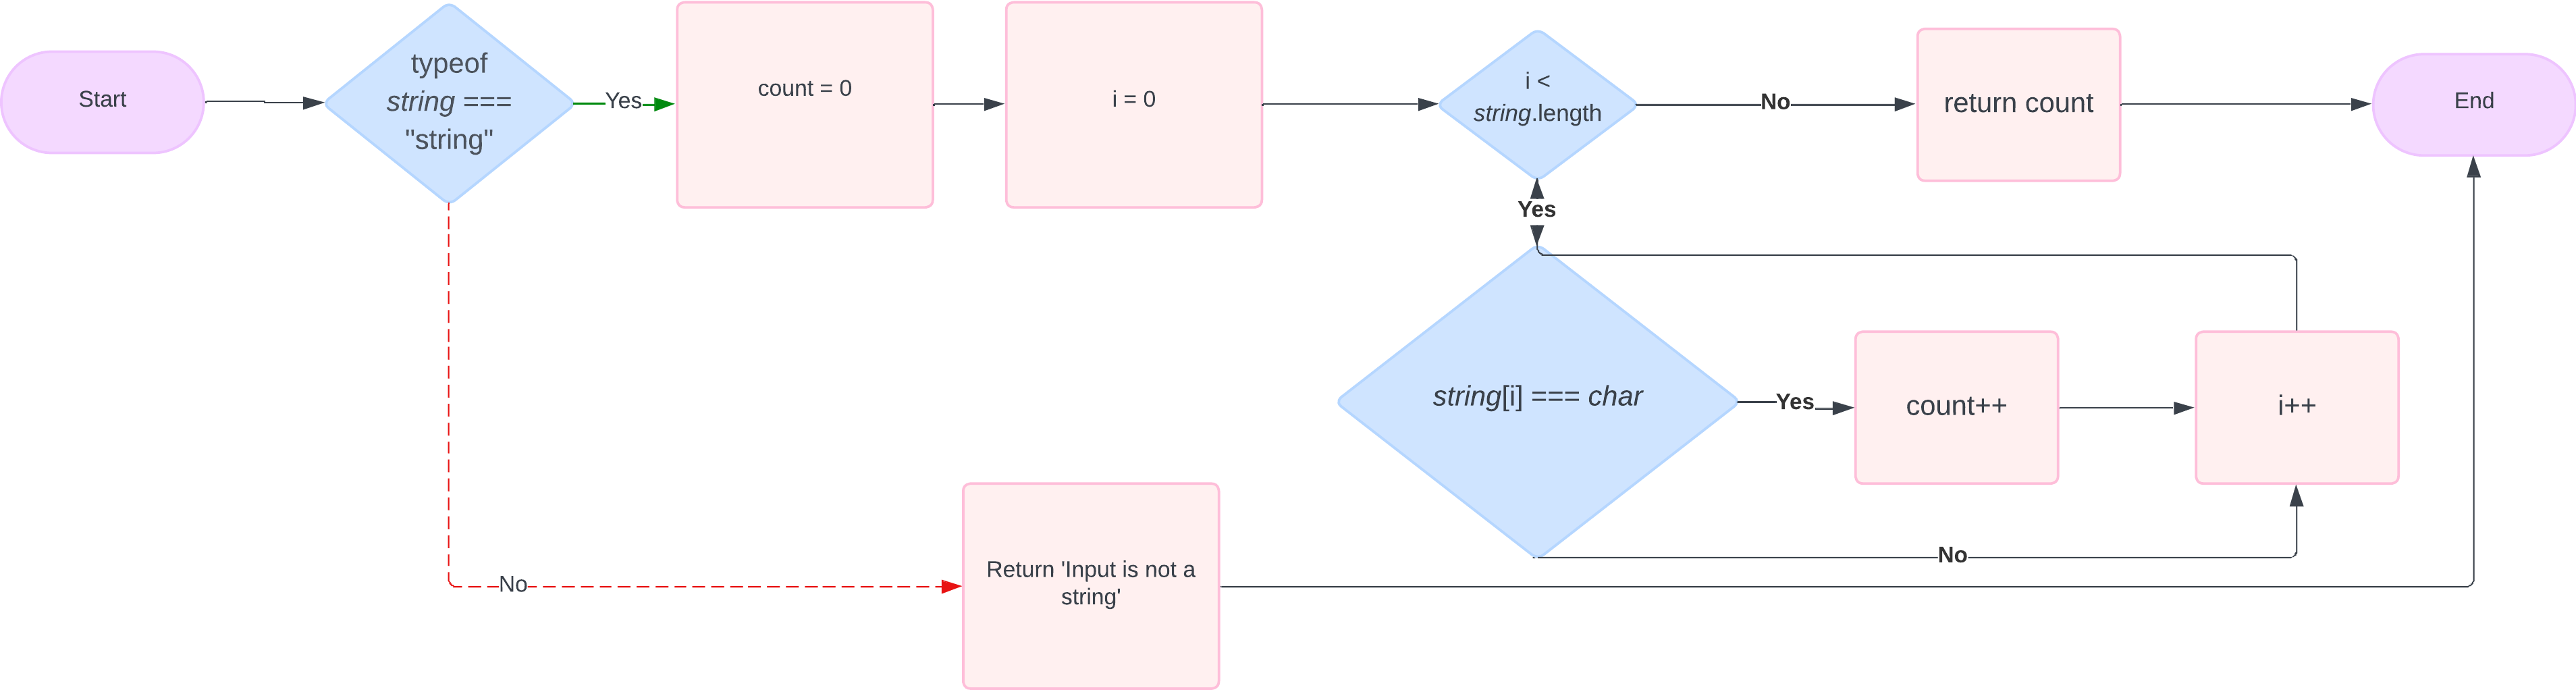 Start
typeof
string ===
"string"
Yes
count = 0
i = 0
i <
string.length
No
return count
End
Yes
string[i] === char
Yes
count++
i++
No
No
Return 'Input is not a
string'